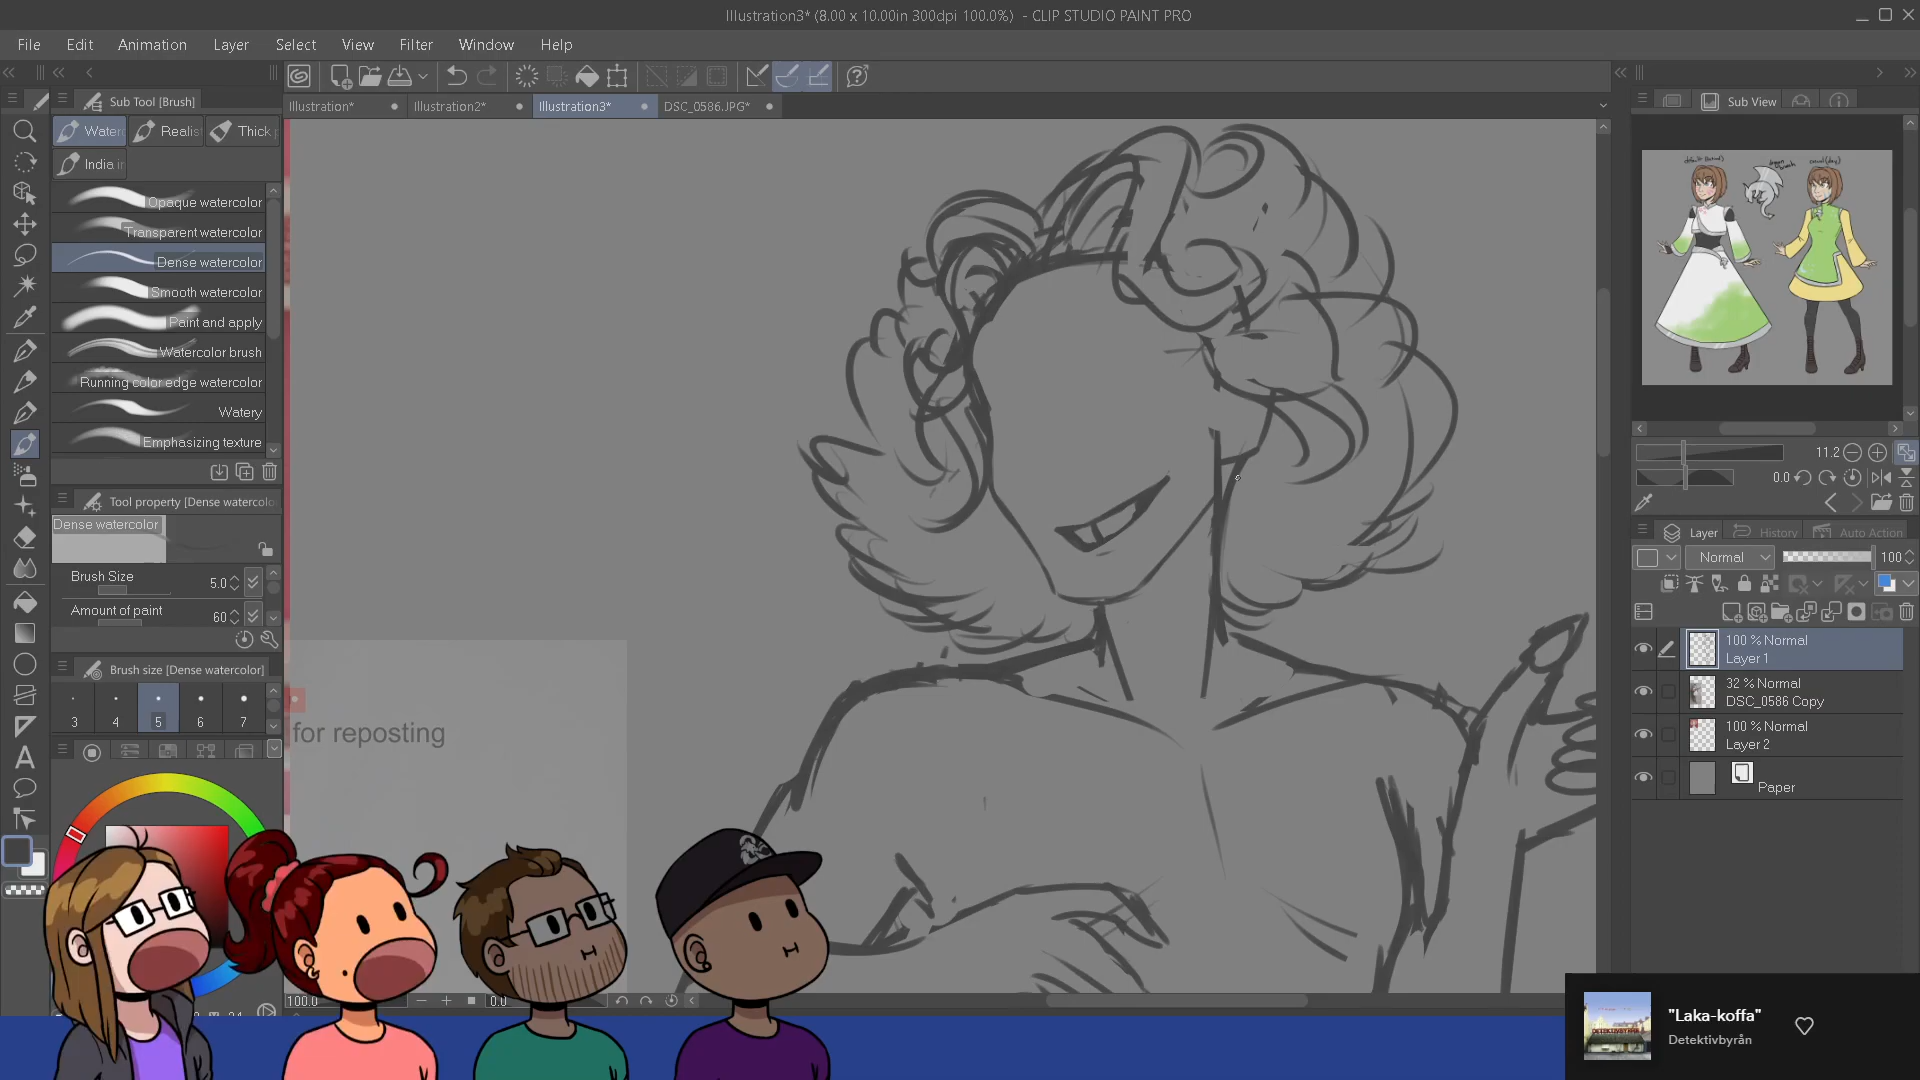 Illustration3* (8.00 x 10.00in 300dpi 100.0%)  - CLIP STUDIO PAINT PRO
File Edit Animation Layer Select View Filter Window Help
Sub Tool [Brush]
Illustration* Illustration2* Illustration3* DSC_0586.JPG*
Sub View
Thick
India
Opaque watercolor
Transparent watercolor
Dense watercolor
Smooth watercolor
Paint and apply
Watercolor brush
Running color edge watercolor
Watery
Emphasizing texture
Tool property [Dense watercolo
Dense watercolor
Brush Size 5.0
Amount of paint 60
Brush size [Dense watercolor]
3 4 5 6 7
for reposting
100.0 0.0
11.2
0.0
Layer History Auto Action
Normal 100
100 % Normal
Layer 1
32 % Normal
DSC_0586 Copy
100 % Normal
Layer 2
Paper
"Laka-koffa"
Detektivbyrån